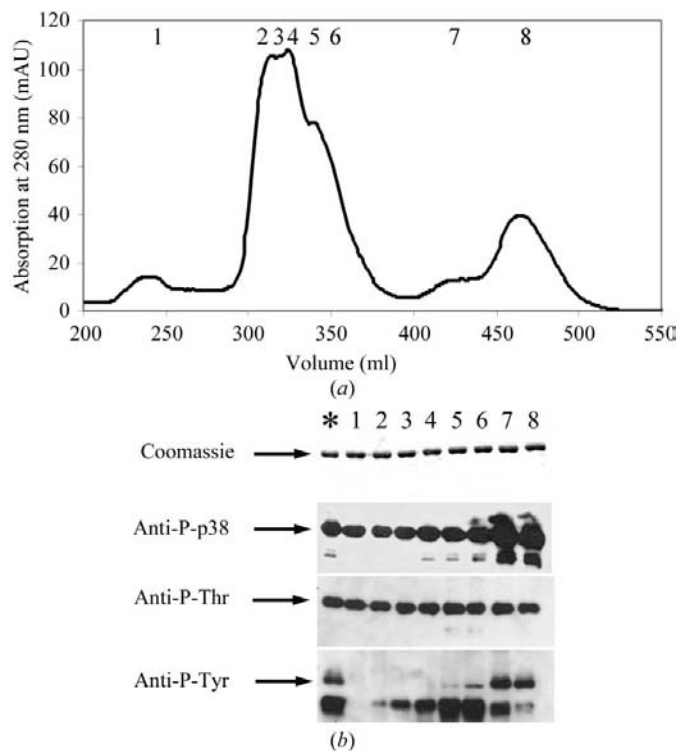 120
100
80
60
40
20
0
Absorption at 280 nm (mAU)
1 2 3 4 5 6 7 8
200 250 300 350 400 450 500 550
Volume (ml)
(a)
* 1 2 3 4 5 6 7 8
Coomassie
Anti-P-p38
Anti-P-Thr
Anti-P-Tyr
(b)